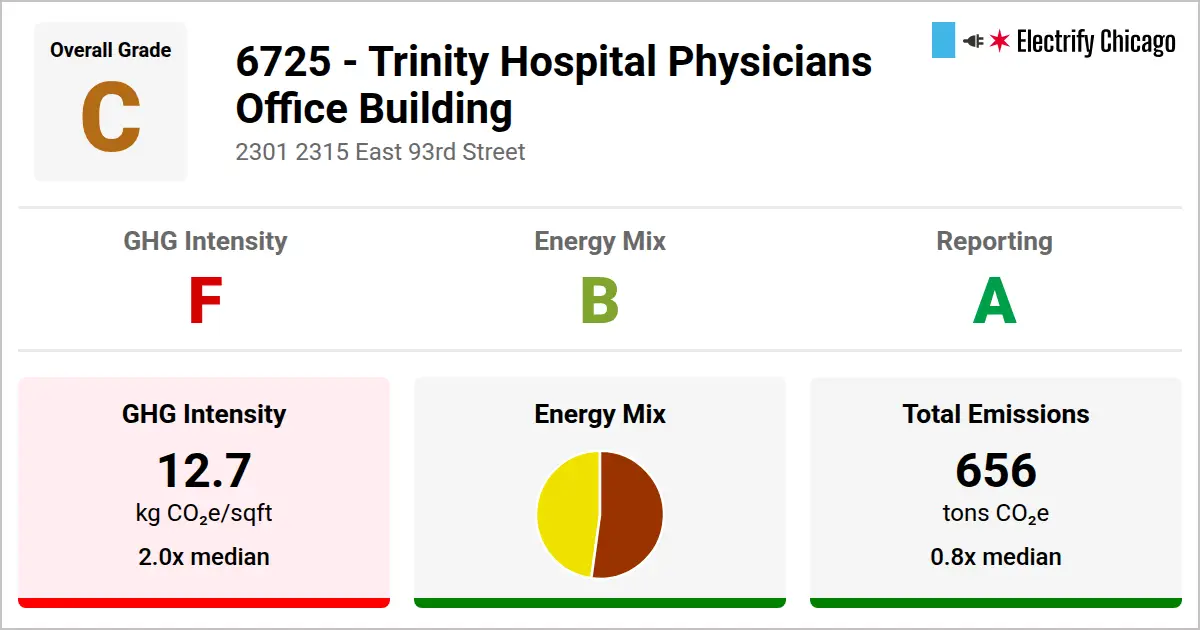 Overall Grade
C
6725 - Trinity Hospital Physicians
Office Building
2301 2315 East 93rd Street
Electrify Chicago
GHG Intensity
F
Energy Mix
B
Reporting
A
GHG Intensity
12.7
kg CO₂e/sqft
2.0x median
Energy Mix
Total Emissions
656
tons CO₂e
0.8x median